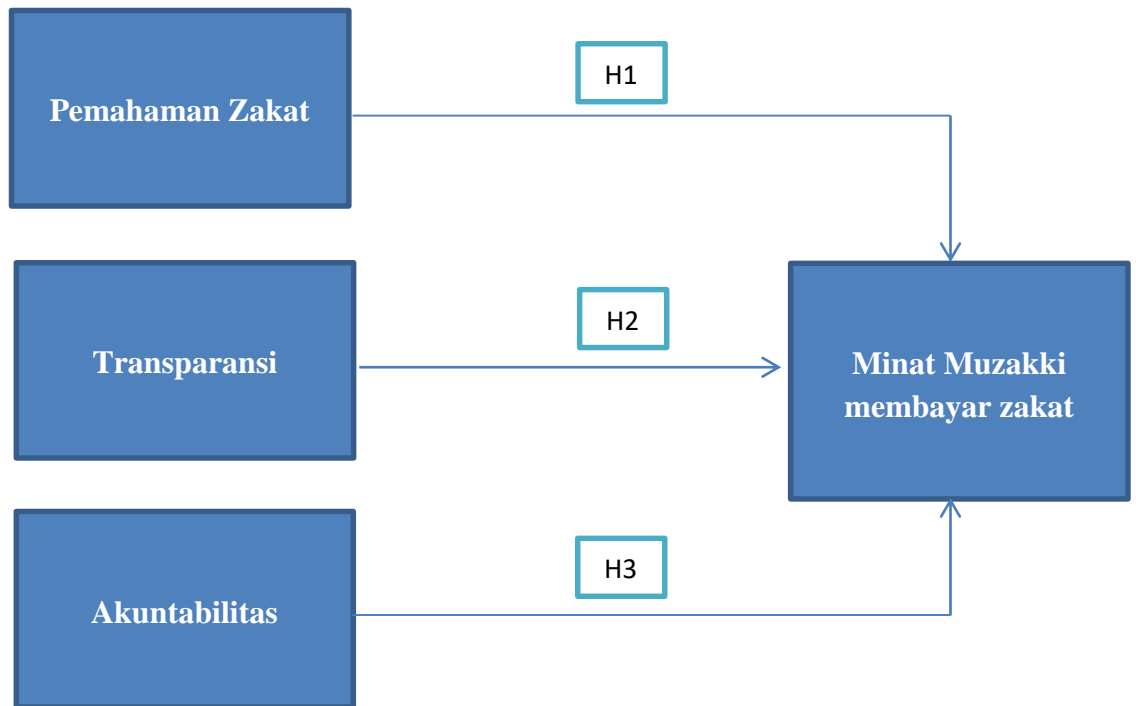 Pemahaman Zakat
H1
Transparansi
H2
Minat Muzakki
membayar zakat
Akuntabilitas
H3